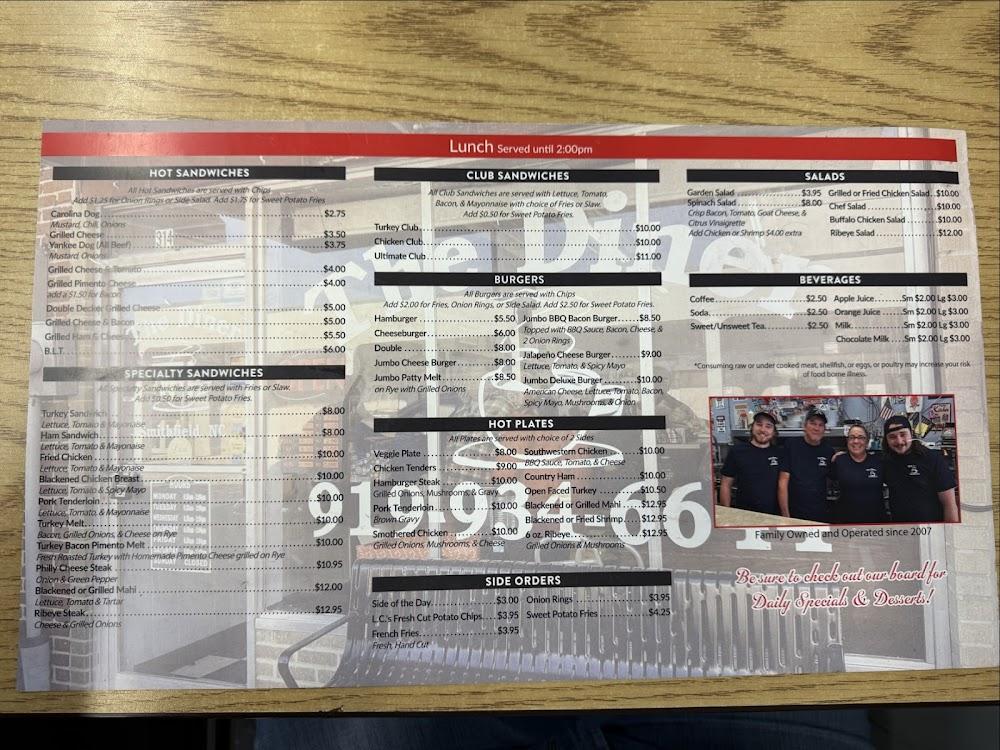 Lunch Served until 2:00pm
HOT SANDWICHES
All Hot Sandwiches are served with Chips
Add $1.25 for Onion Rings or Side Salad. Add $1.75 for Sweet Potato Fries
Carolina Dog $2.75
Mustard, Chili, Onions
Grilled Cheese $3.50
Yankee Dog (All Beef) $3.75
Mustard, Onions
Grilled Cheese & Tomato $4.00
Grilled Pimento Cheese $4.00
add a $1.50 for Bacon
Double Decker Grilled Cheese $5.00
Grilled Cheese & Bacon $5.00
Grilled Ham & Cheese $5.50
B.L.T. $6.00
SPECIALTY SANDWICHES
All Specialty Sandwiches are served with Fries or Slaw.
Add $0.50 for Sweet Potato Fries.
Turkey Sandwich $8.00
Lettuce, Tomato & Mayonaise
Ham Sandwich $8.00
Lettuce, Tomato & Mayonaise
Fried Chicken $10.00
Lettuce, Tomato & Mayonaise
Blackened Chicken Breast $10.00
Lettuce, Tomato & Spicy Mayo
Pork Tenderloin $10.00
Lettuce, Tomato & Mayonnaise
Turkey Melt $10.00
Bacon, Grilled Onions, & Cheese on Rye
Turkey Bacon Pimento Melt $10.00
Fresh Roasted Turkey with Homemade Pimento Cheese grilled on Rye
Philly Cheese Steak $10.95
Onion & Green Pepper
Blackened or Grilled Mahi $12.00
Lettuce, Tomato & Tartar
Ribeye Steak $12.95
Cheese & Grilled Onions
CLUB SANDWICHES
All Club Sandwiches are served with Lettuce, Tomato,
Bacon, & Mayonnaise with choice of Fries or Slaw.
Add $0.50 for Sweet Potato Fries.
Turkey Club $10.00
Chicken Club $10.00
Ultimate Club $11.00
BURGERS
All Burgers are served with Chips
Add $2.00 for Fries, Onion Rings, or Side Salad. Add $2.50 for Sweet Potato Fries.
Hamburger $5.50
Cheeseburger $6.00
Double $8.00
Jumbo Cheese Burger $8.00
Jumbo Patty Melt $8.50
on Rye with Grilled Onions
Jumbo BBQ Bacon Burger $8.50
Topped with BBQ Sauce, Bacon, Cheese, &
2 Onion Rings
Jalapeño Cheese Burger $9.00
Lettuce, Tomato, & Spicy Mayo
Jumbo Deluxe Burger $10.00
American Cheese, Lettuce, Tomato, Bacon,
Spicy Mayo, Mushrooms, & Onion
HOT PLATES
All Plates are served with choice of 2 Sides
Veggie Plate $8.00
Chicken Tenders $9.00
Hamburger Steak $10.00
Grilled Onions, Mushrooms, & Gravy
Pork Tenderloin $10.00
Brown Gravy
Smothered Chicken $10.00
Grilled Onions, Mushrooms, & Cheese
Southwestern Chicken $10.00
BBQ Sauce, Tomato, & Cheese
Country Ham $10.00
Open Faced Turkey $10.50
Blackened or Grilled Mahi $12.95
Blackened or Fried Shrimp $12.95
6 oz. Ribeye $12.95
Grilled Onions & Mushrooms
SIDE ORDERS
Side of the Day $3.00
L.C.'s Fresh Cut Potato Chips $3.95
French Fries $3.95
Fresh, Hand Cut
Onion Rings $3.95
Sweet Potato Fries $4.25
SALADS
Garden Salad $3.95
Spinach Salad $8.00
Crisp Bacon, Tomato, Goat Cheese, &
Citrus Vinaigrette
Add Chicken or Shrimp $4.00 extra
Grilled or Fried Chicken Salad $10.00
Chef Salad $10.00
Buffalo Chicken Salad $10.00
Ribeye Salad $12.00
BEVERAGES
Coffee $2.50
Soda $2.50
Sweet/Unsweet Tea $2.50
Apple Juice Sm $2.00 Lg $3.00
Orange Juice Sm $2.00 Lg $3.00
Milk Sm $2.00 Lg $3.00
Chocolate Milk Sm $2.00 Lg $3.00
*Consuming raw or under cooked meat, shellfish, or eggs, or poultry may increase your risk
of food borne illness.
Family Owned and Operated since 2007
Be sure to check out our board for
Daily Specials & Desserts!
The Diner
Smithfield, NC